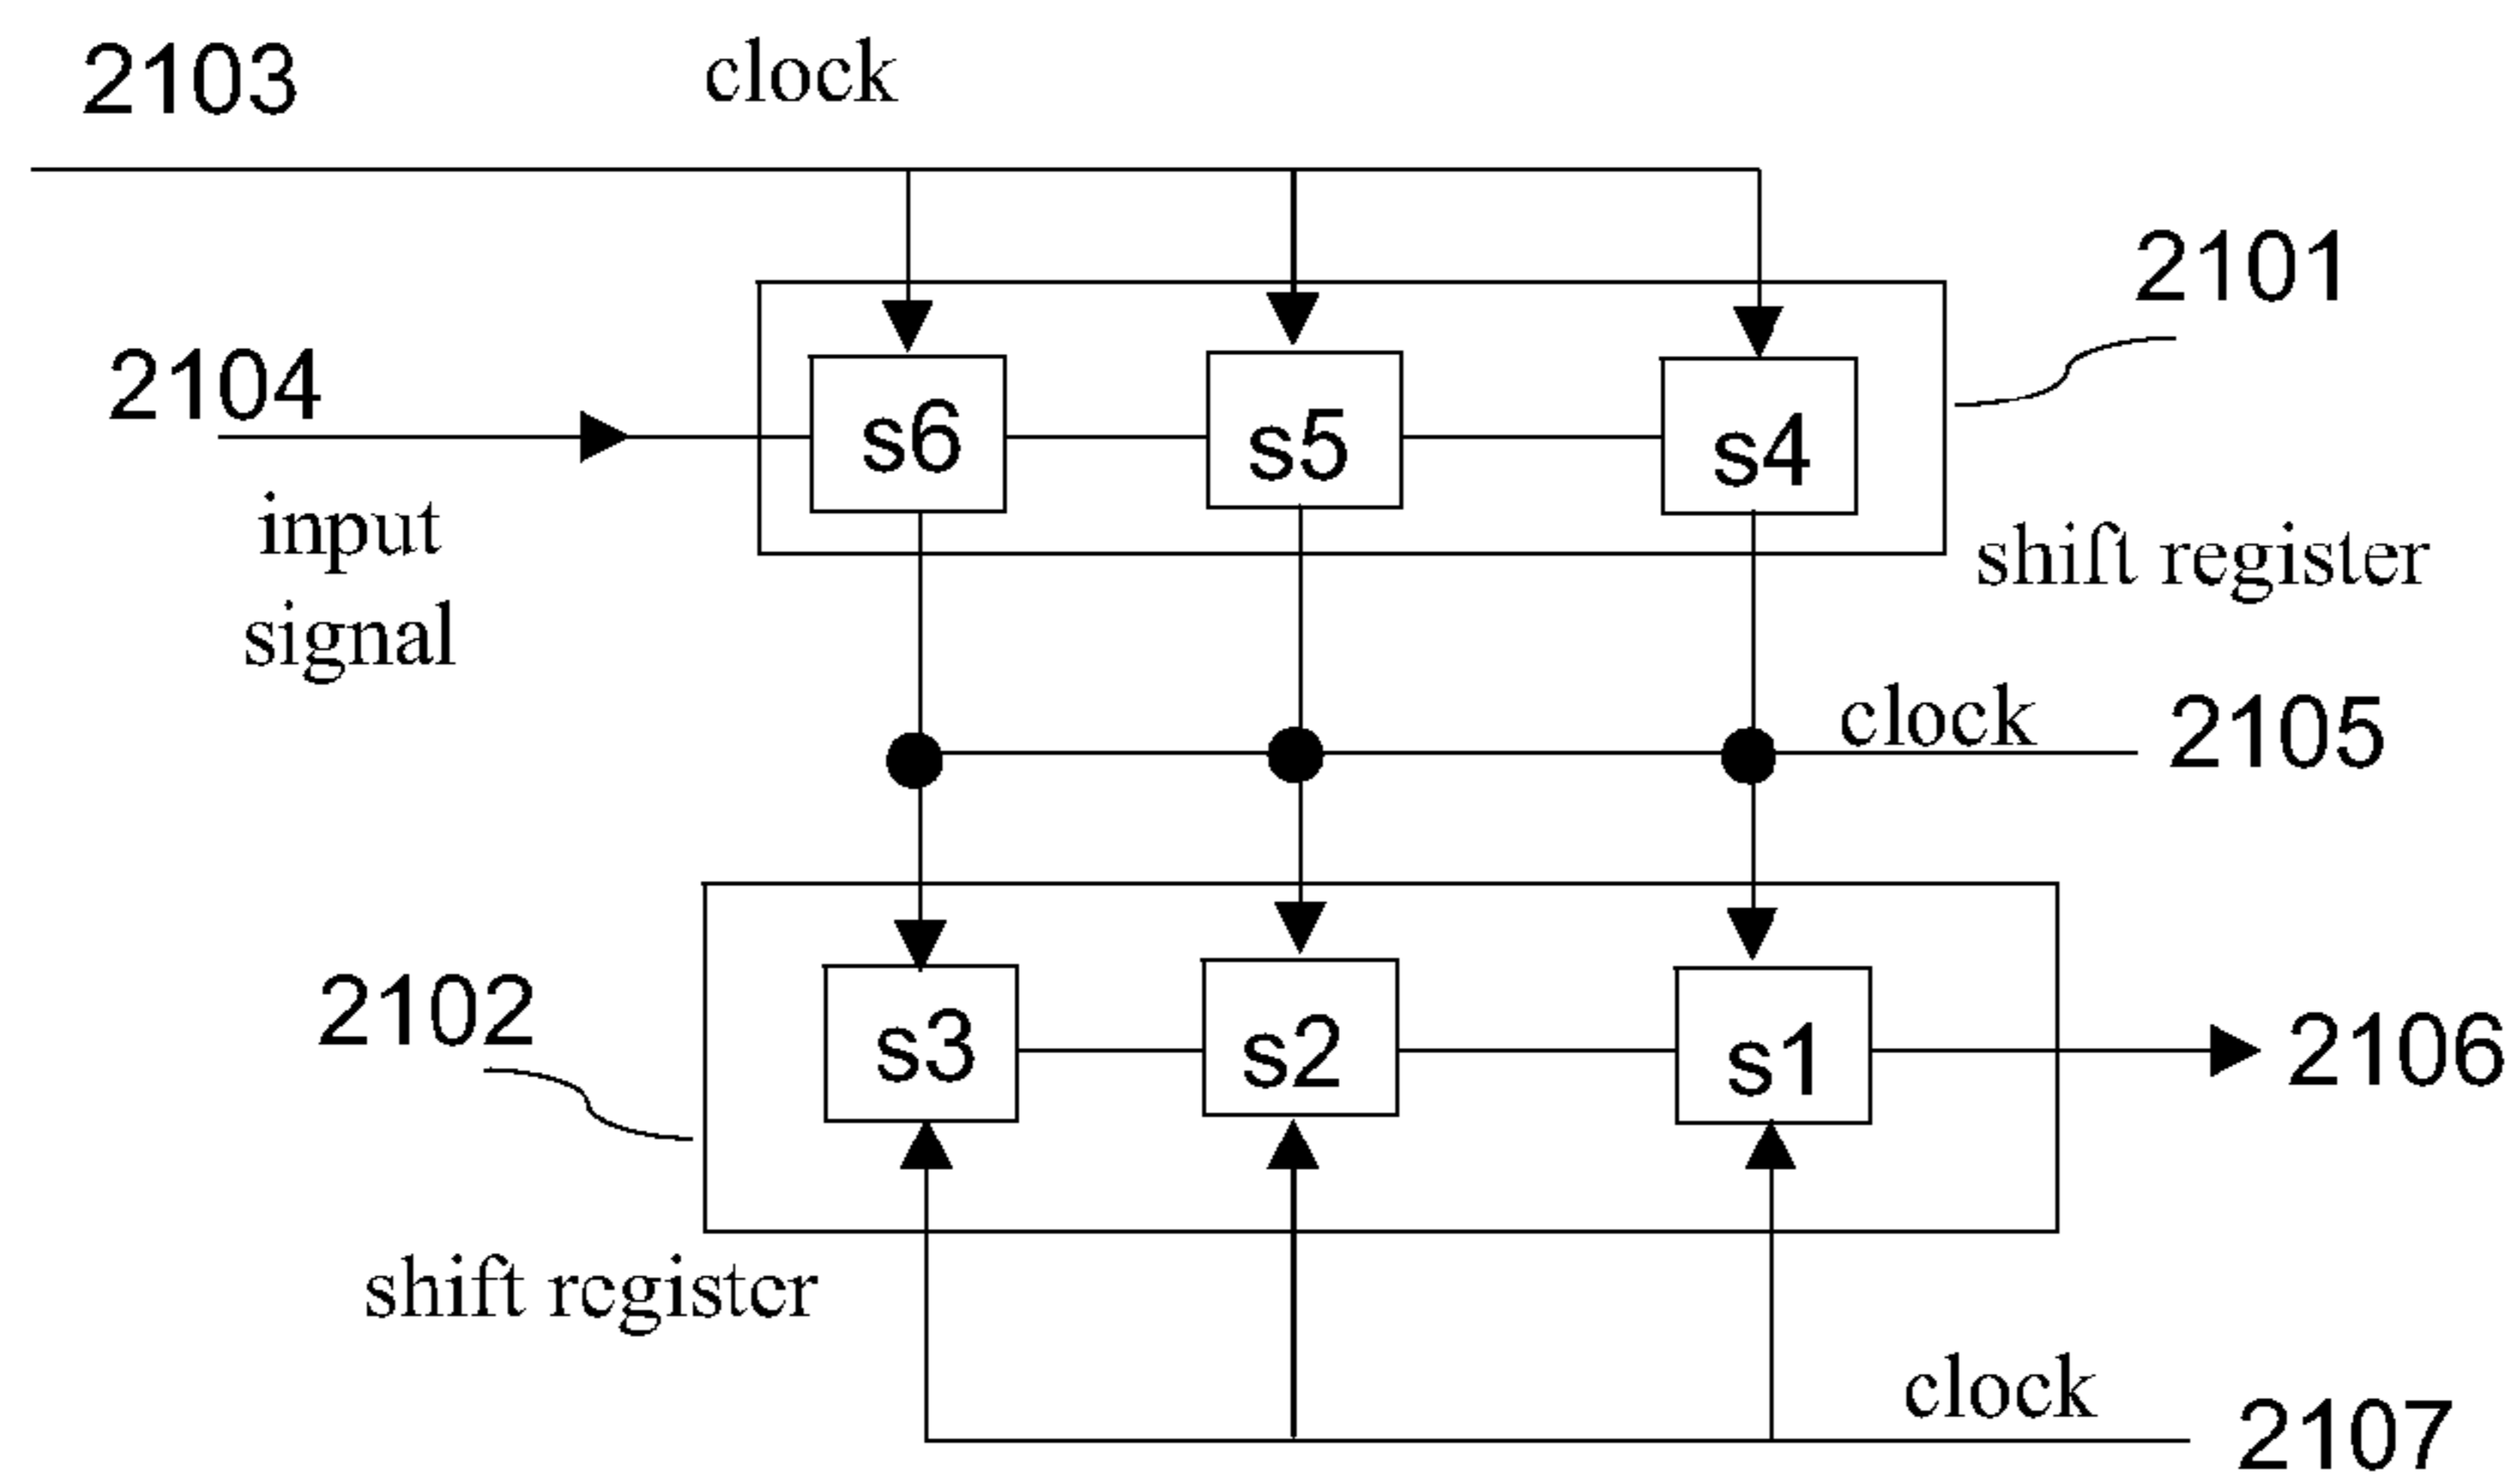 2103
clock
2101
2104
s6
s5
s4
input
signal
shift register
clock
2105
2102
s3
s2
s1
2106
shift register
clock
2107